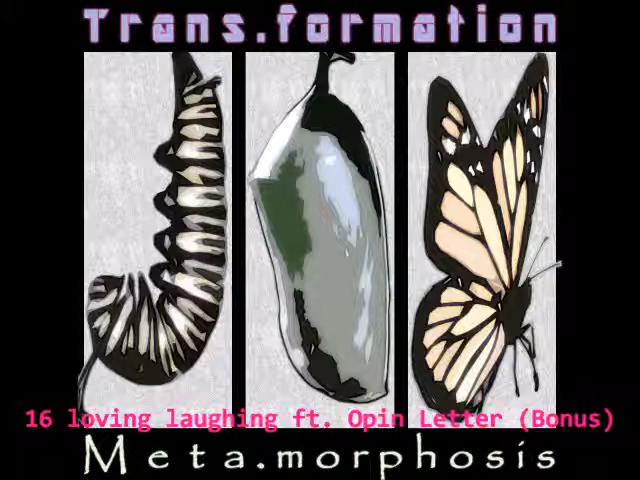 Trans.formation
16 loving laughing ft. Opin Letter (Bonus)
Meta.morphosis